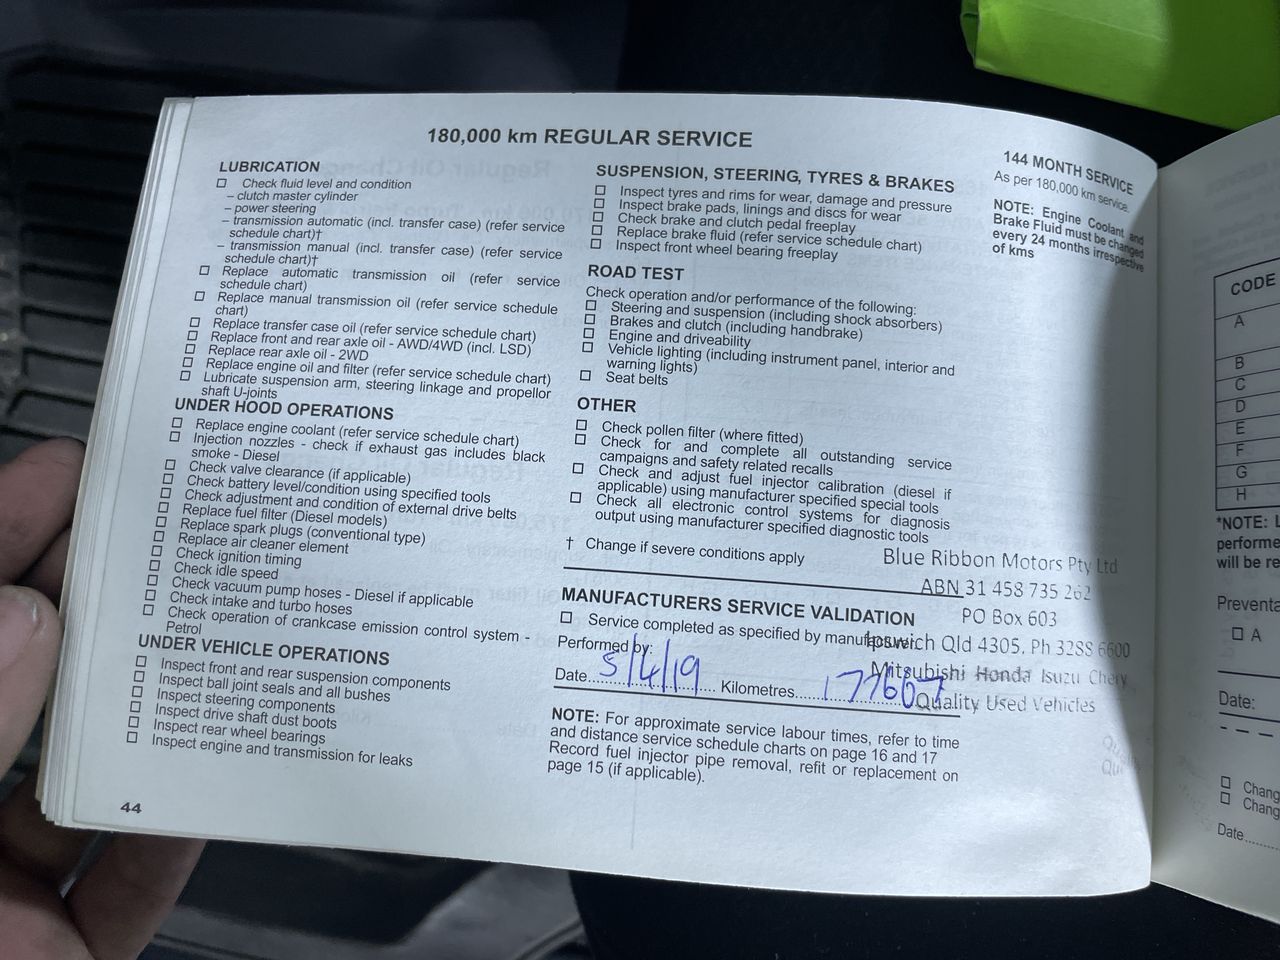 180,000 km REGULAR SERVICE
LUBRICATION
Check fluid level and condition
– clutch master cylinder
– power steering
– transmission automatic (incl. transfer case) (refer service
schedule chart)†
– transmission manual (incl. transfer case) (refer service
schedule chart)†
Replace automatic transmission oil (refer service
schedule chart)
Replace manual transmission oil (refer service schedule
chart)
Replace transfer case oil (refer service schedule chart)
Replace front and rear axle oil - AWD/4WD (incl. LSD)
Replace rear axle oil - 2WD
Replace engine oil and filter (refer service schedule chart)
Lubricate suspension arm, steering linkage and propellor
shaft U-joints
UNDER HOOD OPERATIONS
Replace engine coolant (refer service schedule chart)
Injection nozzles - check if exhaust gas includes black
smoke - Diesel
Check valve clearance (if applicable)
Check battery level/condition using specified tools
Check adjustment and condition of external drive belts
Replace fuel filter (Diesel models)
Replace spark plugs (conventional type)
Replace air cleaner element
Check ignition timing
Check idle speed
Check vacuum pump hoses - Diesel if applicable
Check intake and turbo hoses
Check operation of crankcase emission control system -
Petrol
UNDER VEHICLE OPERATIONS
Inspect front and rear suspension components
Inspect ball joint seals and all bushes
Inspect steering components
Inspect drive shaft dust boots
Inspect rear wheel bearings
Inspect engine and transmission for leaks
44
SUSPENSION, STEERING, TYRES & BRAKES
Inspect tyres and rims for wear, damage and pressure
Inspect brake pads, linings and discs for wear
Check brake and clutch pedal freeplay
Replace brake fluid (refer service schedule chart)
Inspect front wheel bearing freeplay
ROAD TEST
Check operation and/or performance of the following:
Steering and suspension (including shock absorbers)
Brakes and clutch (including handbrake)
Engine and driveability
Vehicle lighting (including instrument panel, interior and
warning lights)
Seat belts
OTHER
Check pollen filter (where fitted)
Check for and complete all outstanding service
campaigns and safety related recalls
Check and adjust fuel injector calibration (diesel if
applicable) using manufacturer specified special tools
Check all electronic control systems for diagnosis
output using manufacturer specified diagnostic tools
† Change if severe conditions apply
MANUFACTURERS SERVICE VALIDATION
Service completed as specified by manufacturer.
Performed by:
Date 5/4/19 Kilometres 177607
Blue Ribbon Motors Pty Ltd
ABN 31 458 735 262
PO Box 603
Ipswich Qld 4305, Ph 3288 6600
Mitsubishi Honda Isuzu Chery
Quality Used Vehicles
NOTE: For approximate service labour times, refer to time
and distance service schedule charts on page 16 and 17
Record fuel injector pipe removal, refit or replacement on
page 15 (if applicable).
144 MONTH SERVICE
As per 180,000 km service.
NOTE: Engine Coolant and
Brake Fluid must be changed
every 24 months irrespective
of kms
CODE
A
B
C
D
E
F
G
H
*NOTE:
performe
will be re
Preventa
A
Date:
Chang
Chang
Date